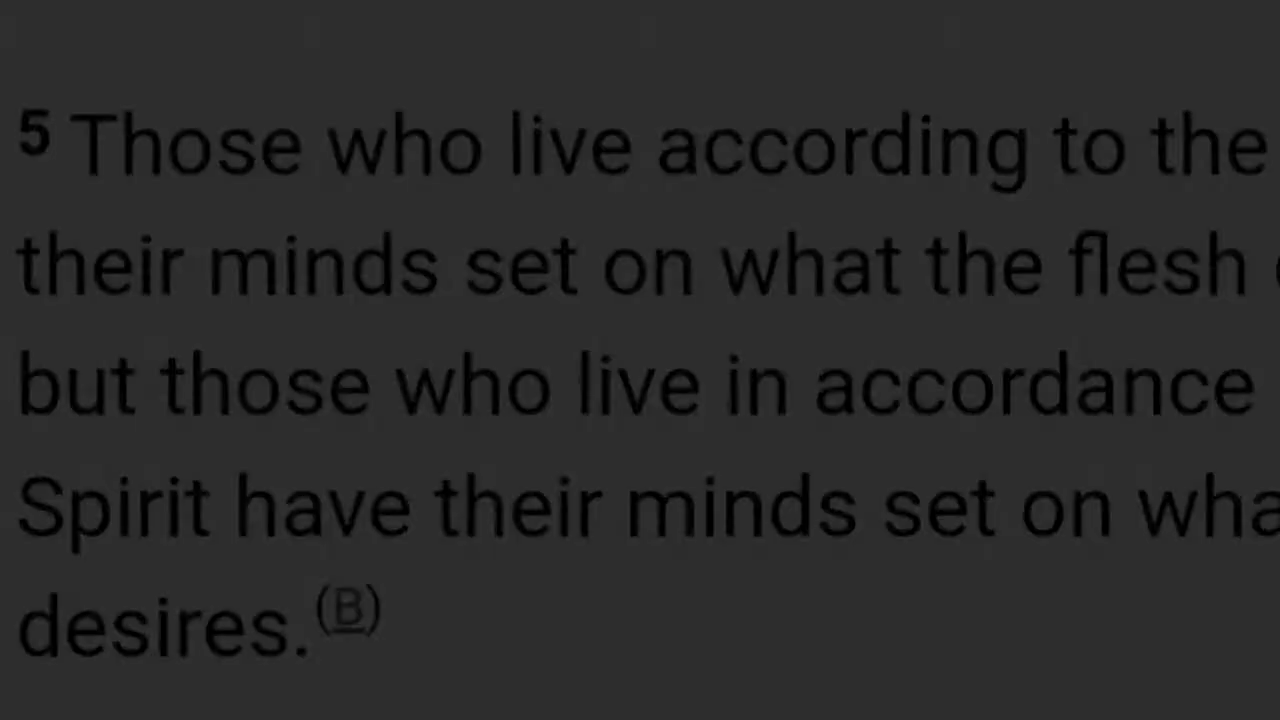 5 Those who live according to the
their minds set on what the flesh
but those who live in accordance
Spirit have their minds set on wha
desires.(B)